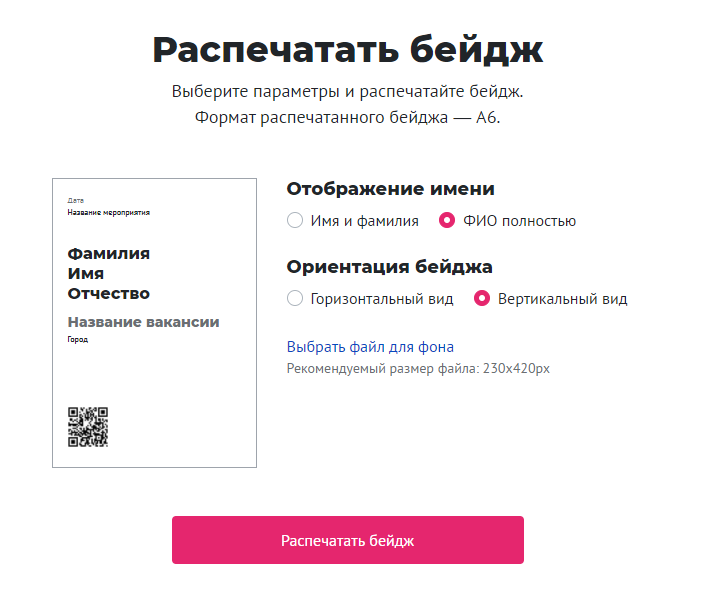 Распечатать бейдж
Выберите параметры и распечатайте бейдж.
Формат распечатанного бейджа — А6.
Дата
Название мероприятия
Фамилия
Имя
Отчество
Название вакансии
Город
Отображение имени
Имя и фамилия
ФИО полностью
Ориентация бейджа
Горизонтальный вид
Вертикальный вид
Выбрать файл для фона
Рекомендуемый размер файла: 230x420px
Распечатать бейдж